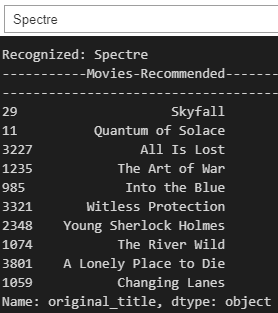 Spectre
Recognized: Spectre
-----------Movies-Recommended-------
------------------------------------
29 Skyfall
11 Quantum of Solace
3227 All Is Lost
1235 The Art of War
985 Into the Blue
3321 Witless Protection
2348 Young Sherlock Holmes
1074 The River Wild
3801 A Lonely Place to Die
1059 Changing Lanes
Name: original_title, dtype: object